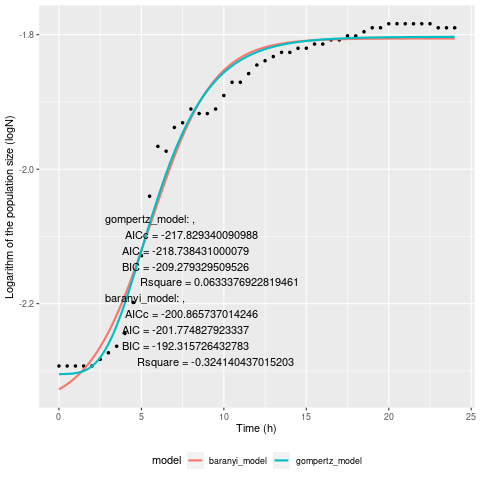 -1.8
-2.0
-2.2
Logarithm of the population size (logN)
gompertz_model: ,
AICc = -217.829340090988
AIC = -218.738431000079
BIC = -209.279329509526
Rsquare = 0.0633376922819461
baranyi_model: ,
AICc = -200.865737014246
AIC = -201.774827923337
BIC = -192.315726432783
Rsquare = -0.324140437015203
0 5 10 15 20 25
Time (h)
model baranyi_model gompertz_model